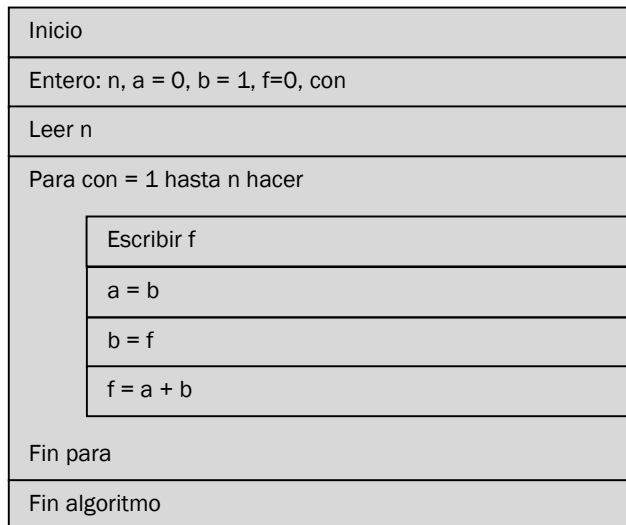 Inicio
Entero: n, a = 0, b = 1, f=0, con
Leer n
Para con = 1 hasta n hacer
Escribir f
a = b
b = f
f = a + b
Fin para
Fin algoritmo